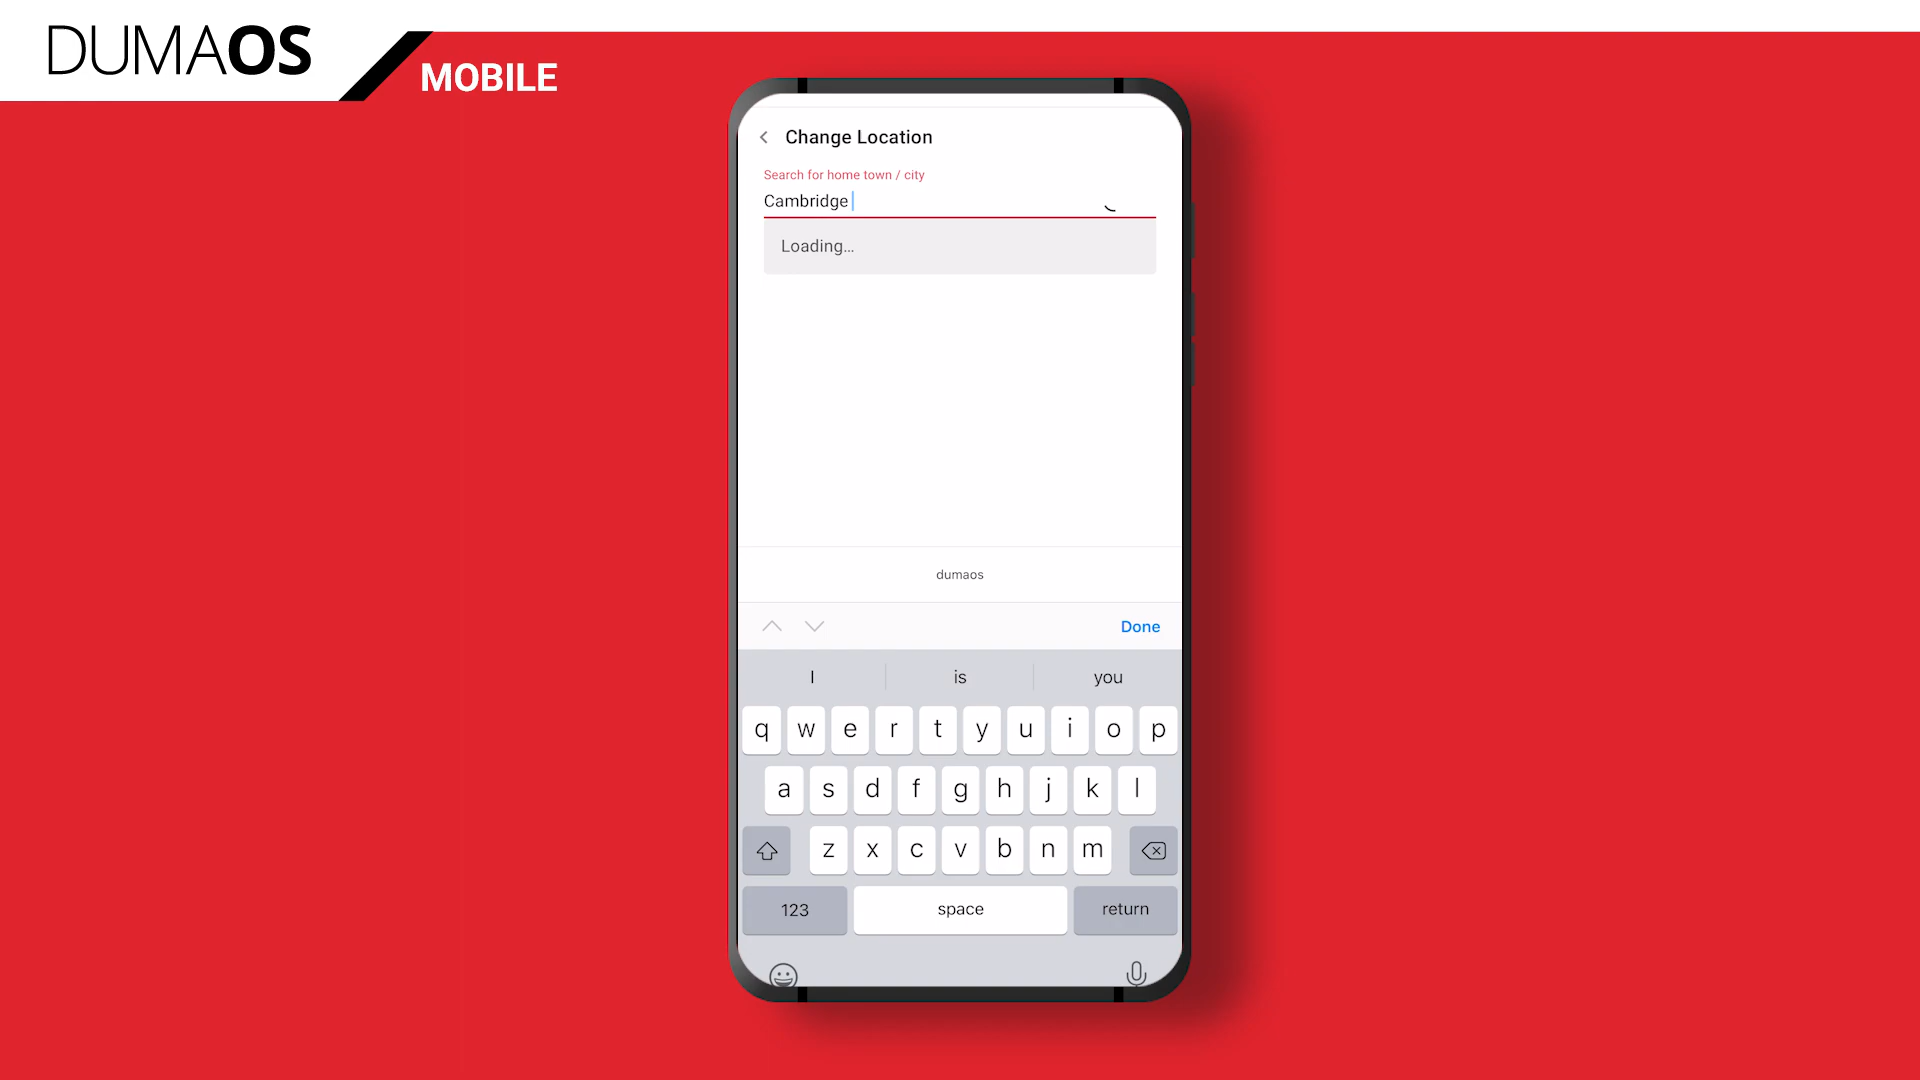 DUMAOS
MOBILE
Change Location
Search for home town / city
Cambridge
Loading...
dumaos
Done
I is you
q w e r t y u i o p
a s d f g h j k l
z x c v b n m
123 space return